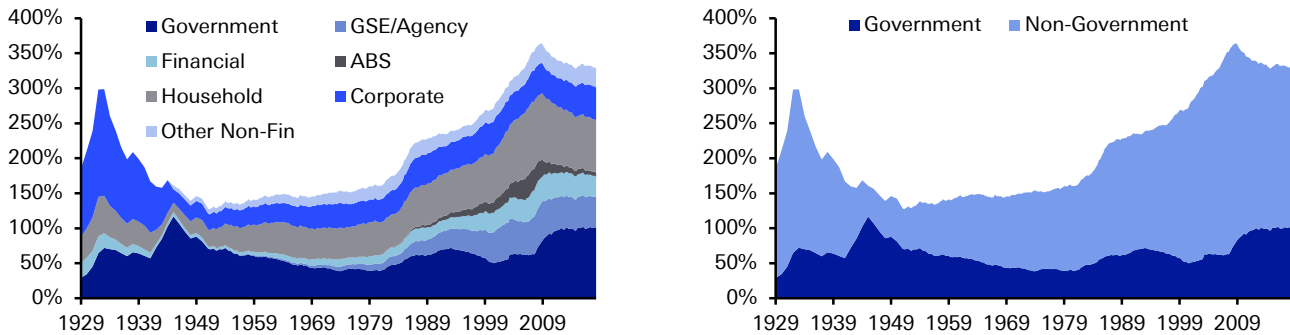 400%
350%
300%
250%
200%
150%
100%
50%
0%
Government
GSE/Agency
Financial
ABS
Household
Corporate
Other Non-Fin
1929 1939 1949 1959 1969 1979 1989 1999 2009
400%
350%
300%
250%
200%
150%
100%
50%
0%
Government
Non-Government
1929 1939 1949 1959 1969 1979 1989 1999 2009